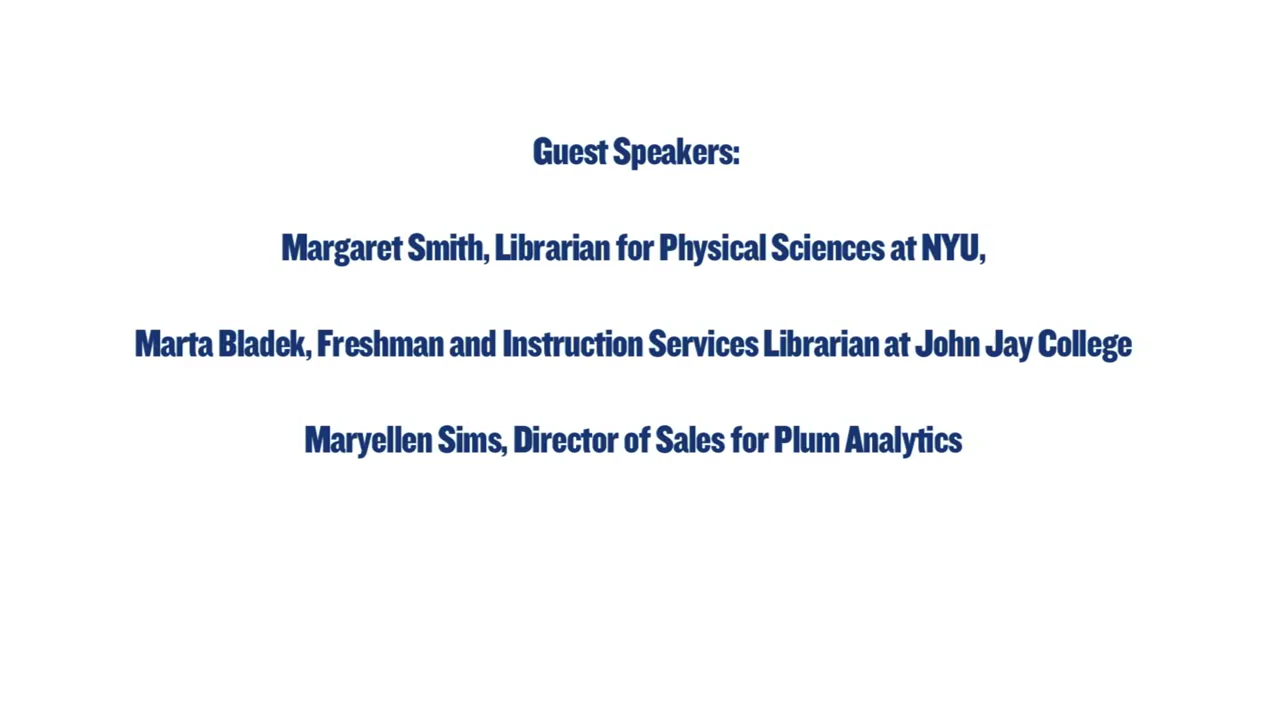 Guest Speakers:
Margaret Smith, Librarian for Physical Sciences at NYU,
Marta Bladek, Freshman and Instruction Services Librarian at John Jay College
Maryellen Sims, Director of Sales for Plum Analytics